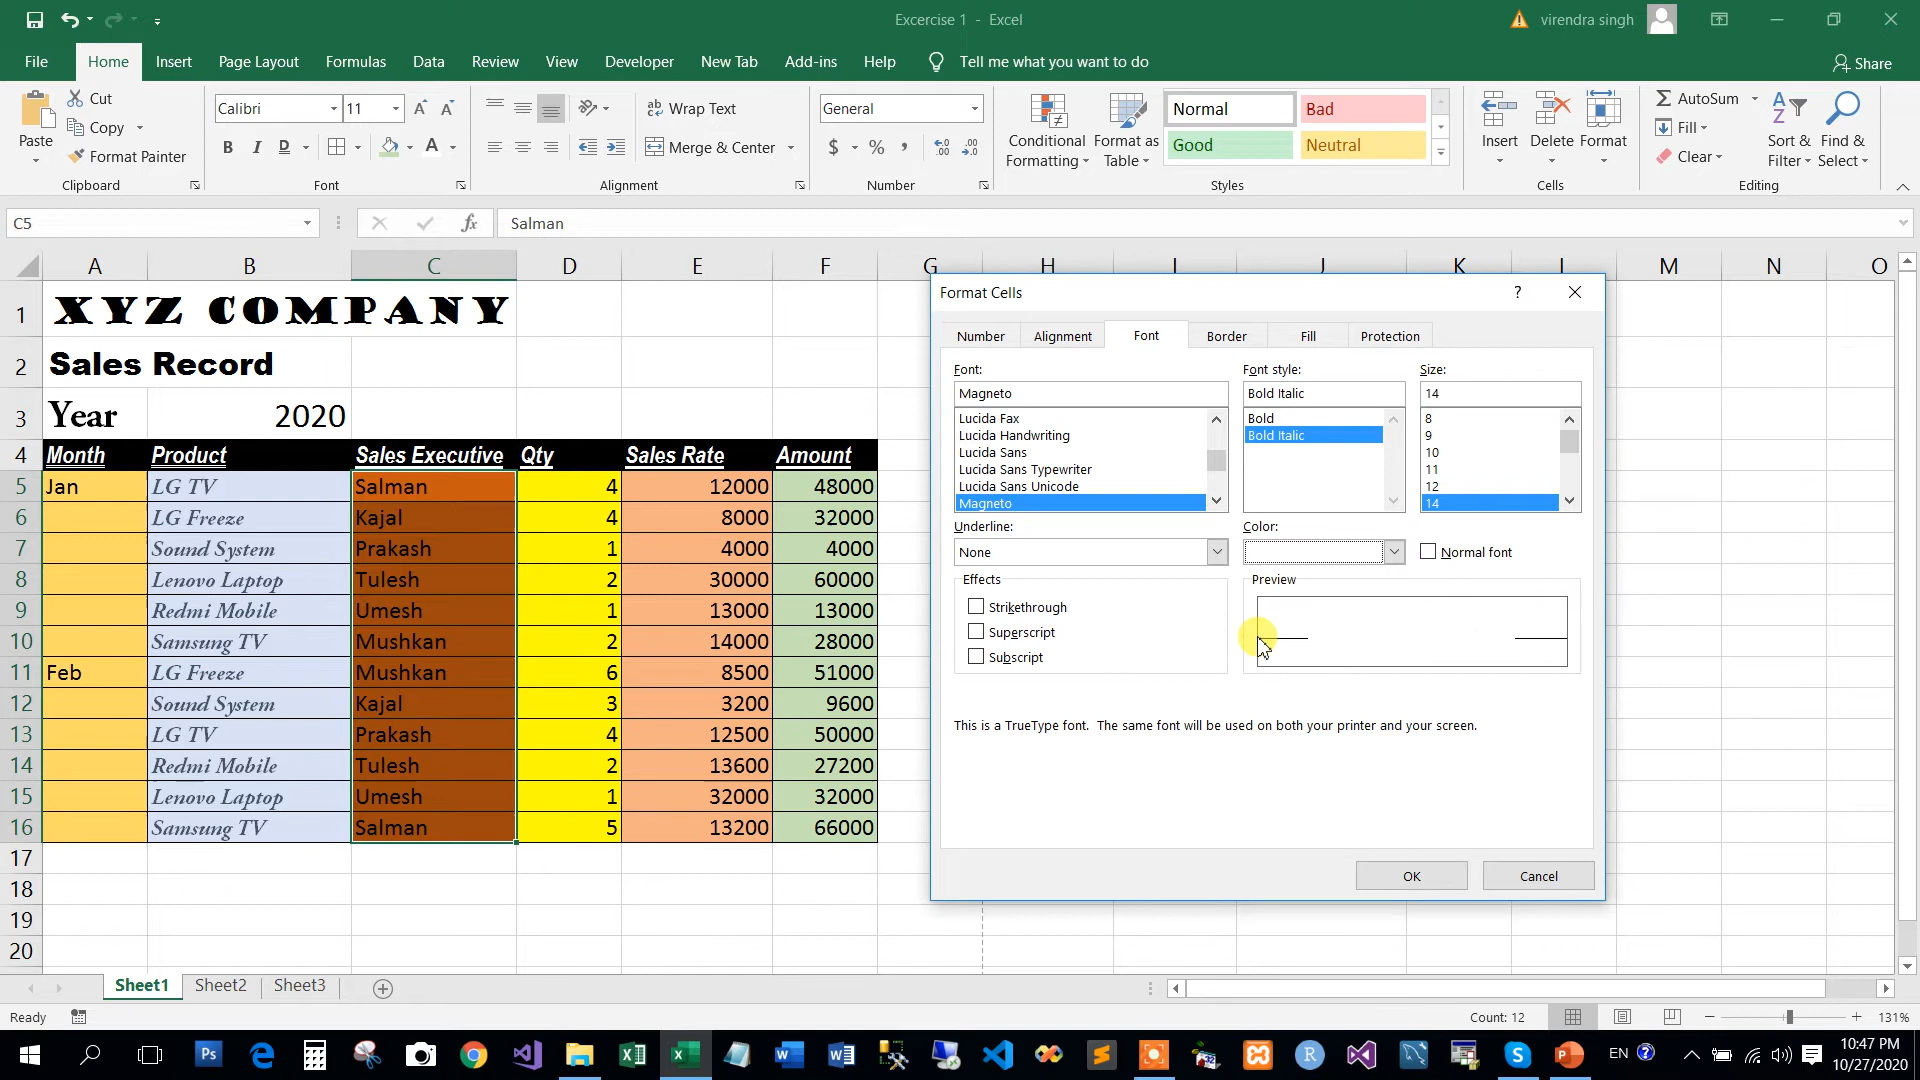 Excercise 1 - Excel
virendra singh
File Home Insert Page Layout Formulas Data Review View Developer New Tab Add-ins Help Tell me what you want to do Share
Paste
Cut
Copy
Format Painter
Clipboard
Calibri 11
B I D A
Font
Wrap Text
Merge & Center
Alignment
General
$ % ,
Number
Conditional Formatting
Format as Table
Normal Bad
Good Neutral
Styles
Insert Delete Format
Cells
AutoSum
Fill
Clear
Sort & Filter
Find & Select
Editing
C5 fx Salman
A B C D E F G H I J K L M N O
1 XYZ COMPANY
2 Sales Record
3 Year 2020
4 Month Product Sales Executive Qty Sales Rate Amount
5 Jan LG TV Salman 4 12000 48000
6 LG Freeze Kajal 4 8000 32000
7 Sound System Prakash 1 4000 4000
8 Lenovo Laptop Tulesh 2 30000 60000
9 Redmi Mobile Umesh 1 13000 13000
10 Samsung TV Mushkan 2 14000 28000
11 Feb LG Freeze Mushkan 6 8500 51000
12 Sound System Kajal 3 3200 9600
13 LG TV Prakash 4 12500 50000
14 Redmi Mobile Tulesh 2 13600 27200
15 Lenovo Laptop Umesh 1 32000 32000
16 Samsung TV Salman 5 13200 66000
17
18
19
20
Format Cells ?
Number Alignment Font Border Fill Protection
Font: Font style: Size:
Magneto Bold Italic 14
Lucida Fax Bold 8
Lucida Handwriting Bold Italic 9
Lucida Sans 10
Lucida Sans Typewriter 11
Lucida Sans Unicode 12
Magneto 14
Underline: Color:
None Normal font
Effects Preview
Strikethrough
Superscript
Subscript
This is a TrueType font. The same font will be used on both your printer and your screen.
OK Cancel
Sheet1 Sheet2 Sheet3
Ready Count: 12 131%
EN 10:47 PM
10/27/2020